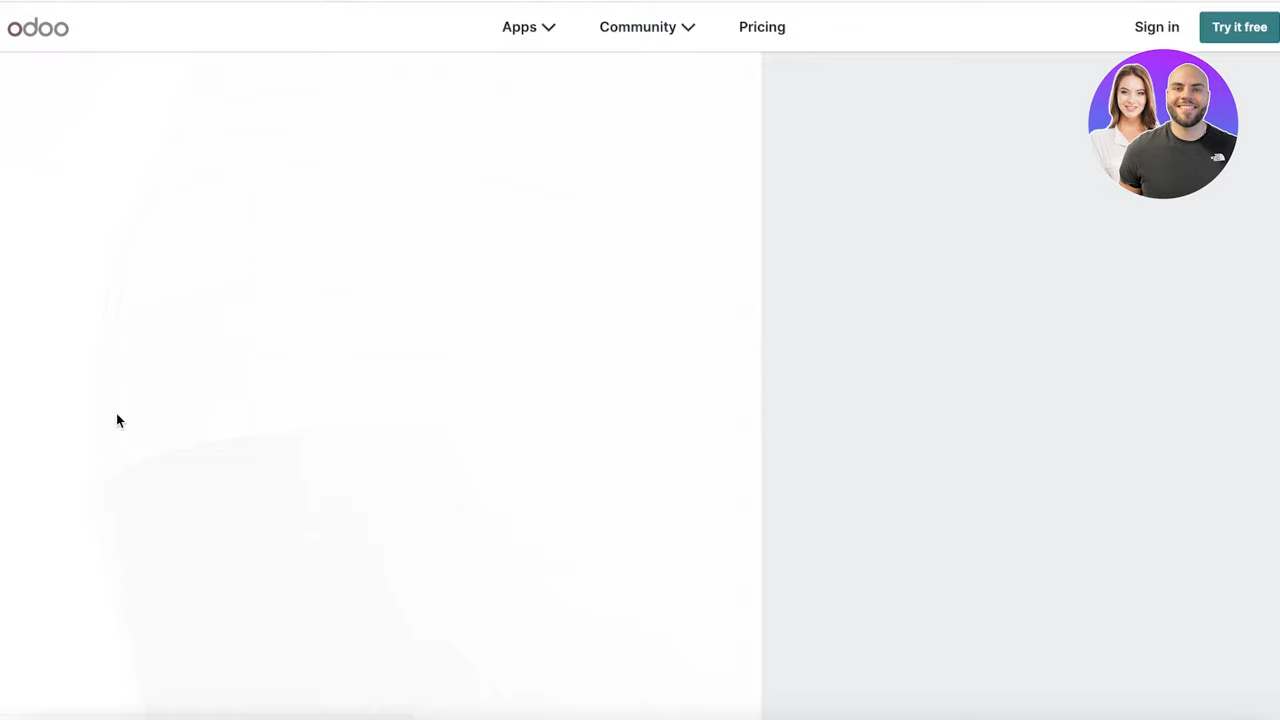 odoo
Apps
Community
Pricing
Sign in
Try it free